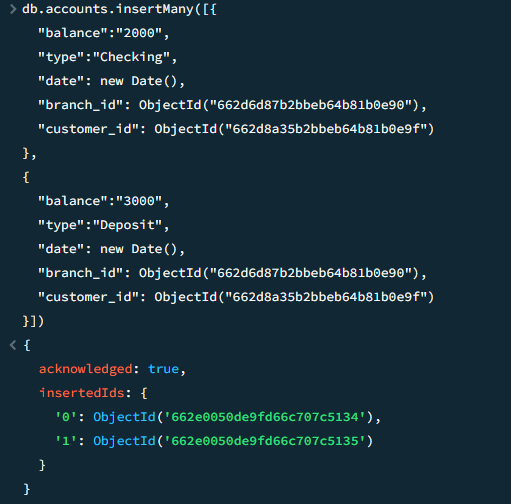 > db.accounts.insertMany([{
"balance":"2000",
"type":"Checking",
"date": new Date(),
"branch_id": ObjectId("662d6d87b2bbeb64b81b0e90"),
"customer_id": ObjectId("662d8a35b2bbeb64b81b0e9f")
},
{
"balance":"3000",
"type":"Deposit",
"date": new Date(),
"branch_id": ObjectId("662d6d87b2bbeb64b81b0e90"),
"customer_id": ObjectId("662d8a35b2bbeb64b81b0e9f")
}])
< {
acknowledged: true,
insertedIds: {
'0': ObjectId('662e0050de9fd66c707c5134'),
'1': ObjectId('662e0050de9fd66c707c5135')
}
}